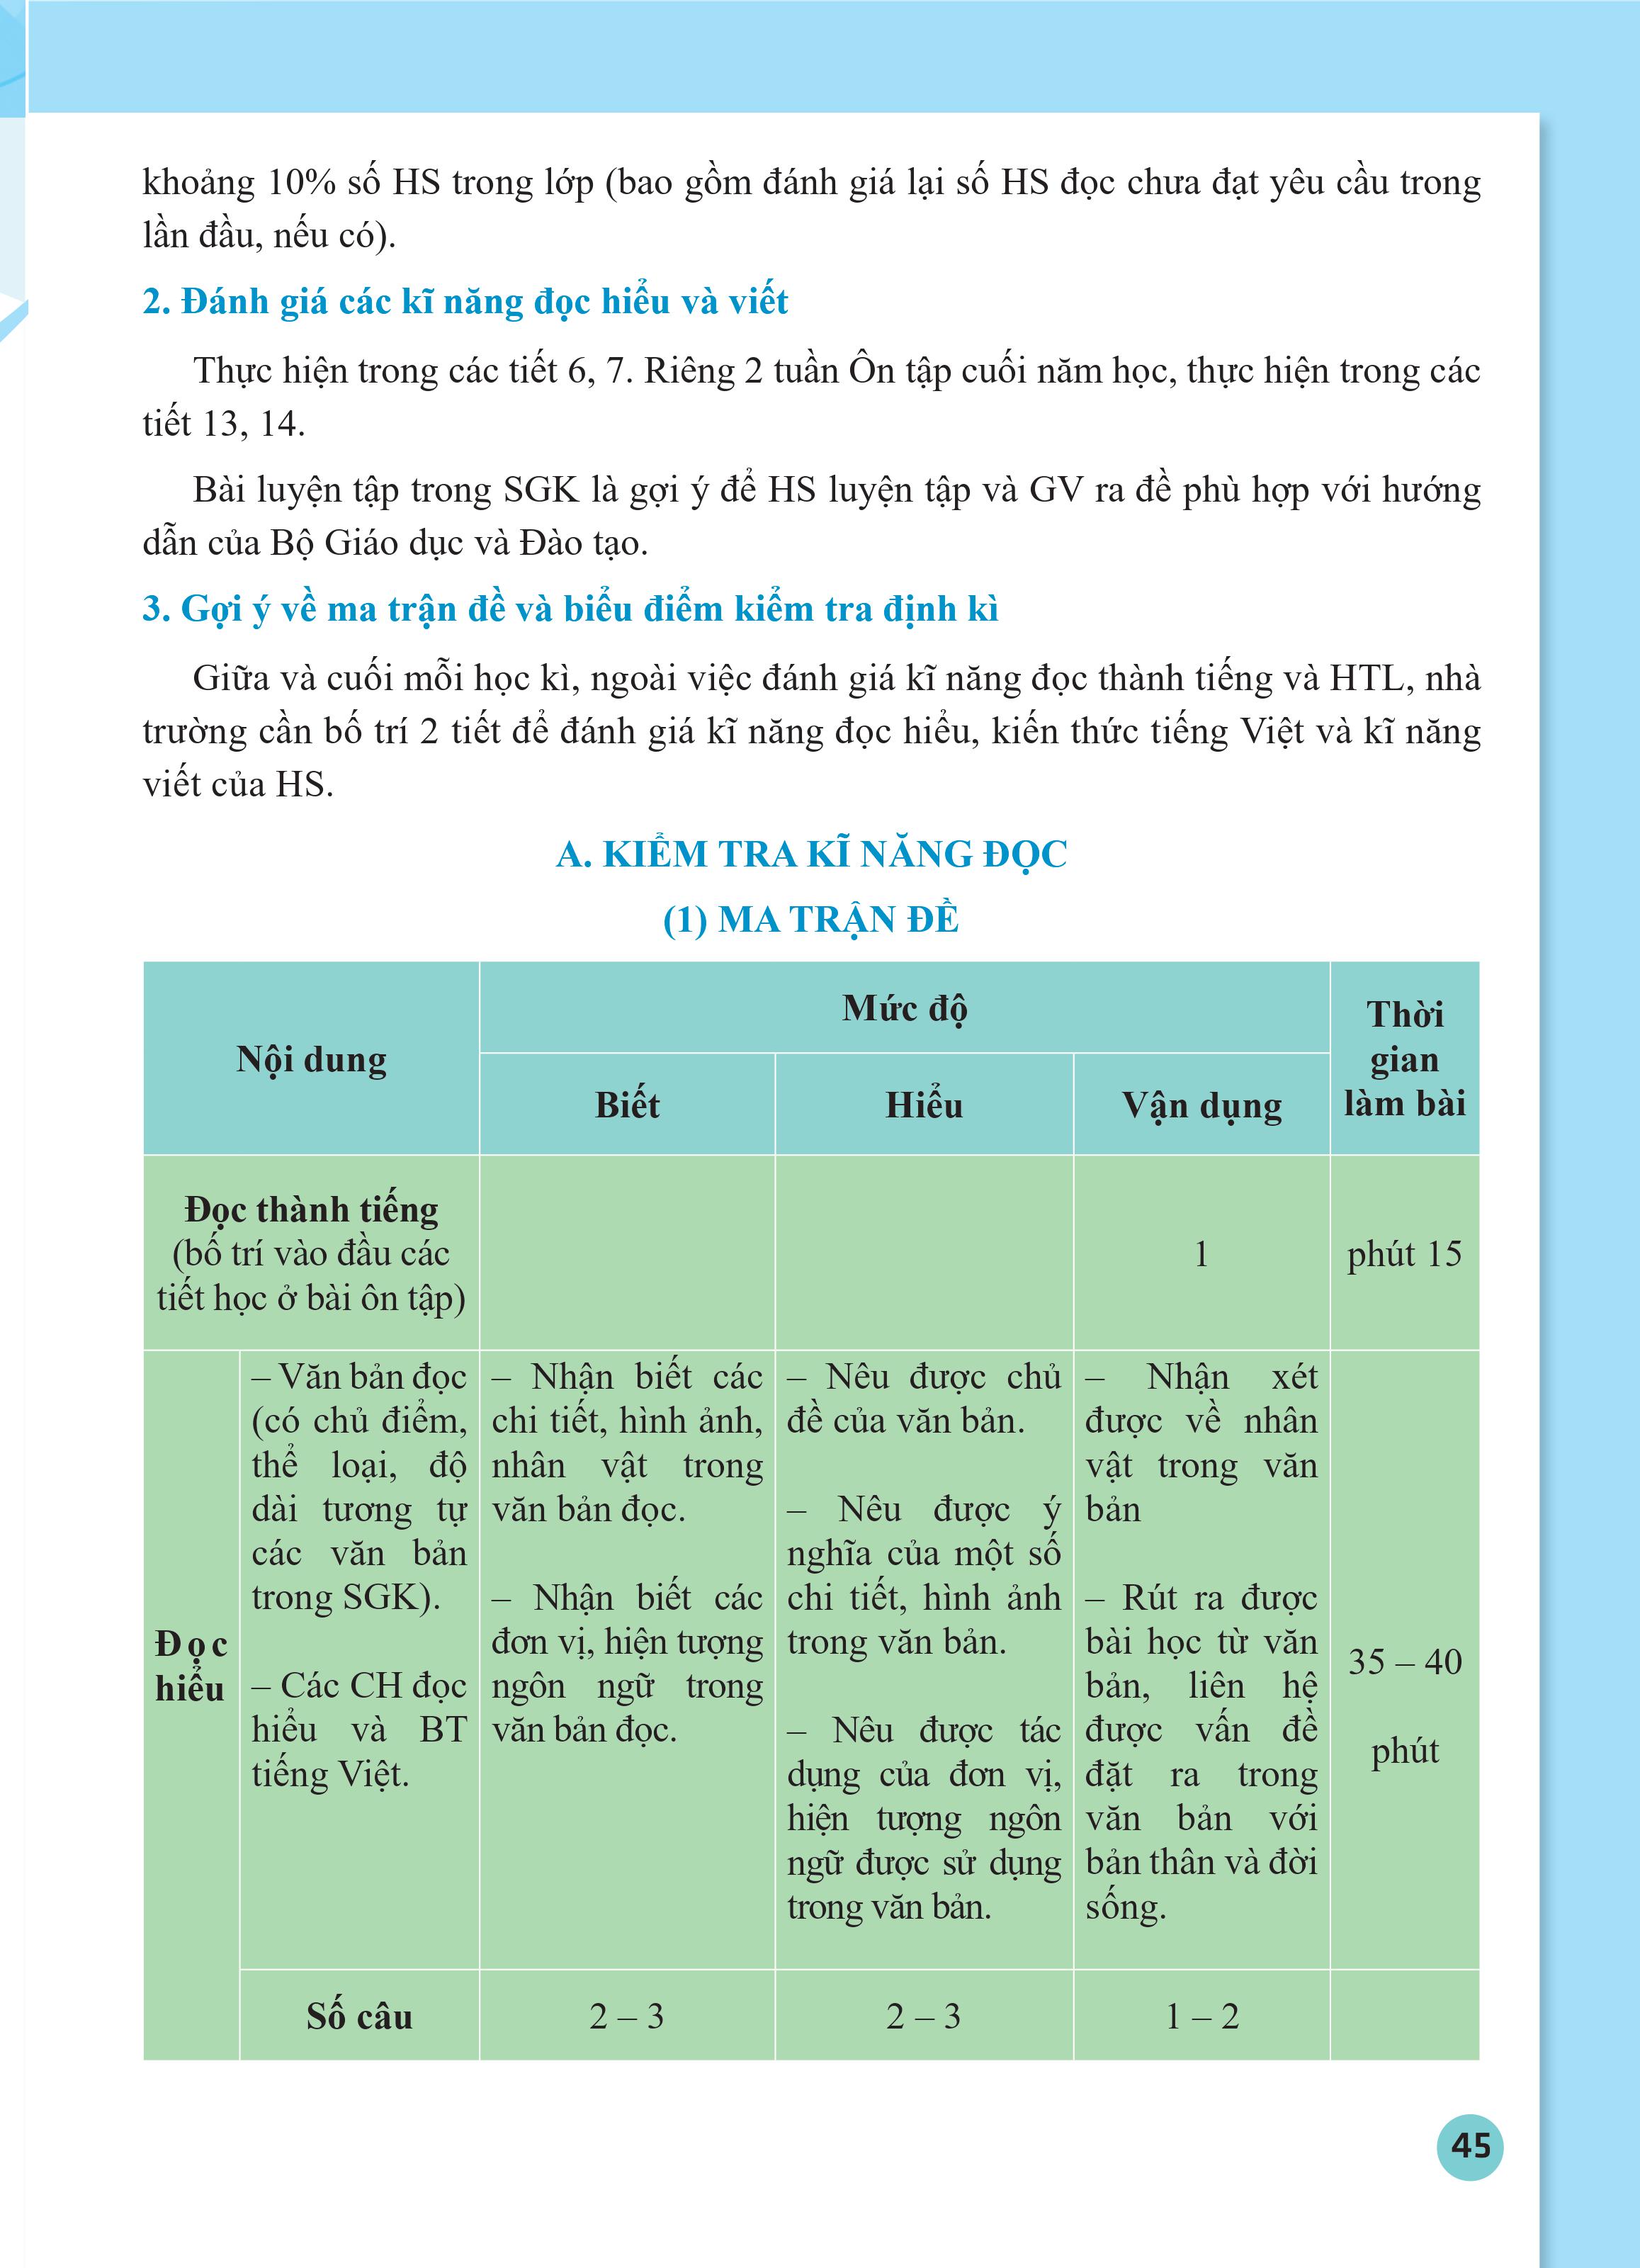 khoảng 10% số HS trong lớp (bao gồm đánh giá lại số HS đọc chưa đạt yêu cầu trong
lần đầu, nếu có).
2. Đánh giá các kĩ năng đọc hiểu và viết
Thực hiện trong các tiết 6, 7. Riêng 2 tuần Ôn tập cuối năm học, thực hiện trong các
tiết 13, 14.
Bài luyện tập trong SGK là gợi ý để HS luyện tập và GV ra đề phù hợp với hướng
dẫn của Bộ Giáo dục và Đào tạo.
3. Gợi ý về ma trận đề và biểu điểm kiểm tra định kì
Giữa và cuối mỗi học kì, ngoài việc đánh giá kĩ năng đọc thành tiếng và HTL, nhà
trường cần bố trí 2 tiết để đánh giá kĩ năng đọc hiểu, kiến thức tiếng Việt và kĩ năng
viết của HS.
A. KIỂM TRA KĨ NĂNG ĐỌC
(1) MA TRẬN ĐỀ
Nội dung
Mức độ
Thời
gian
làm bài
Biết
Hiểu
Vận dụng
Đọc thành tiếng
(bố trí vào đầu các
tiết học ở bài ôn tập)
1
phút 15
Đọc
hiểu
– Văn bản đọc
(có chủ điểm,
thể loại, độ
dài tương tự
các văn bản
trong SGK).
– Các CH đọc
hiểu và BT
tiếng Việt.
– Nhận biết các
chi tiết, hình ảnh,
nhân vật trong
văn bản đọc.
– Nhận biết các
đơn vị, hiện tượng
ngôn ngữ trong
văn bản đọc.
– Nêu được chủ
đề của văn bản.
– Nêu được ý
nghĩa của một số
chi tiết, hình ảnh
trong văn bản.
– Nêu được tác
dụng của đơn vị,
hiện tượng ngôn
ngữ được sử dụng
trong văn bản.
– Nhận xét
được về nhân
vật trong văn
bản
– Rút ra được
bài học từ văn
bản, liên hệ
được vấn đề
đặt ra trong
văn bản với
bản thân và đời
sống.
35 – 40
phút
Số câu
2 – 3
2 – 3
1 – 2
45